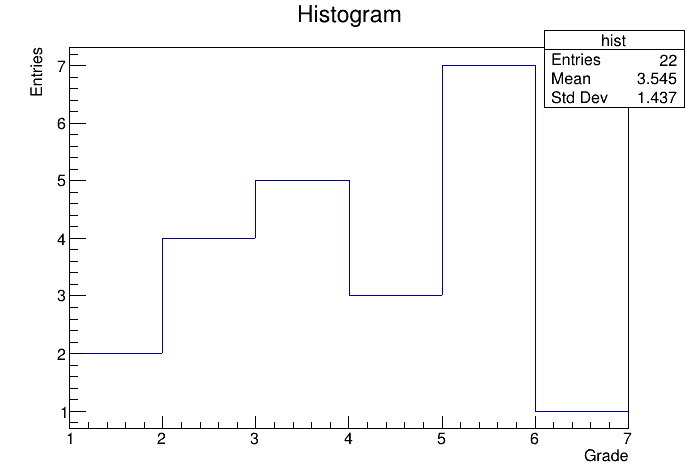 Histogram
hist
Entries 22
Mean 3.545
Std Dev 1.437
Entries
7
6
5
4
3
2
1
1 2 3 4 5 6 7
Grade